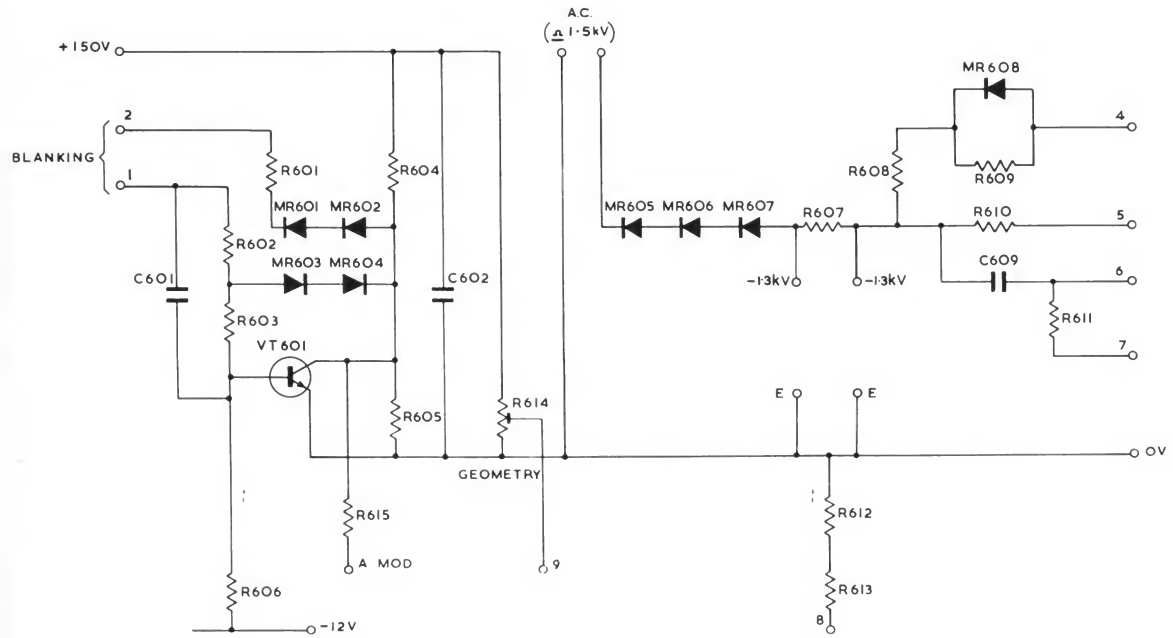 A.C.
(⎍ 1·5kV)
+150V
MR608
2
4
BLANKING
R601
R604
R608
R609
1
MR601 MR602
MR605 MR606 MR607 R607
R610
5
R602
MR603 MR604
C609
6
C601
C602
-1·3kV
-1·3kV
R603
R611
VT601
7
R614
E
E
R605
GEOMETRY
0V
R615
R612
A MOD
9
R606
R613
-12V
8